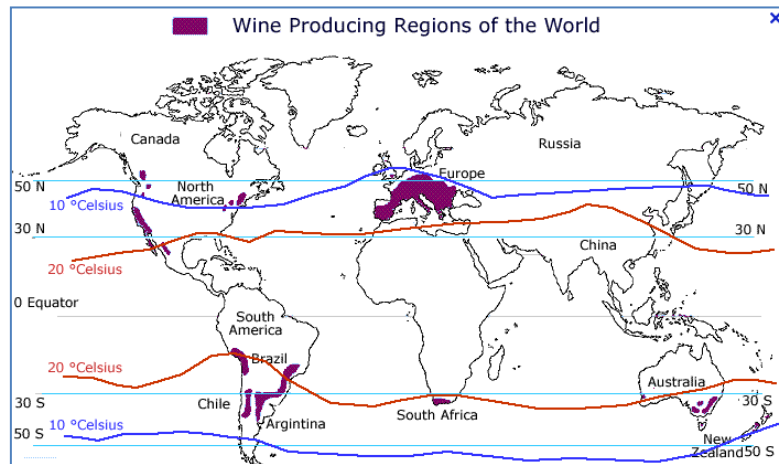 Wine Producing Regions of the World
x
Canada
Russia
Europe
50 N
North
America
50 N
10 °Celsius
30 N
30 N
China
20 °Celsius
0 Equator
South
America
Brazil
20 °Celsius
Australia
30 S
Chile
30 S
South Africa
Argintina
10 °Celsius
50 S
New
Zealand
50 S